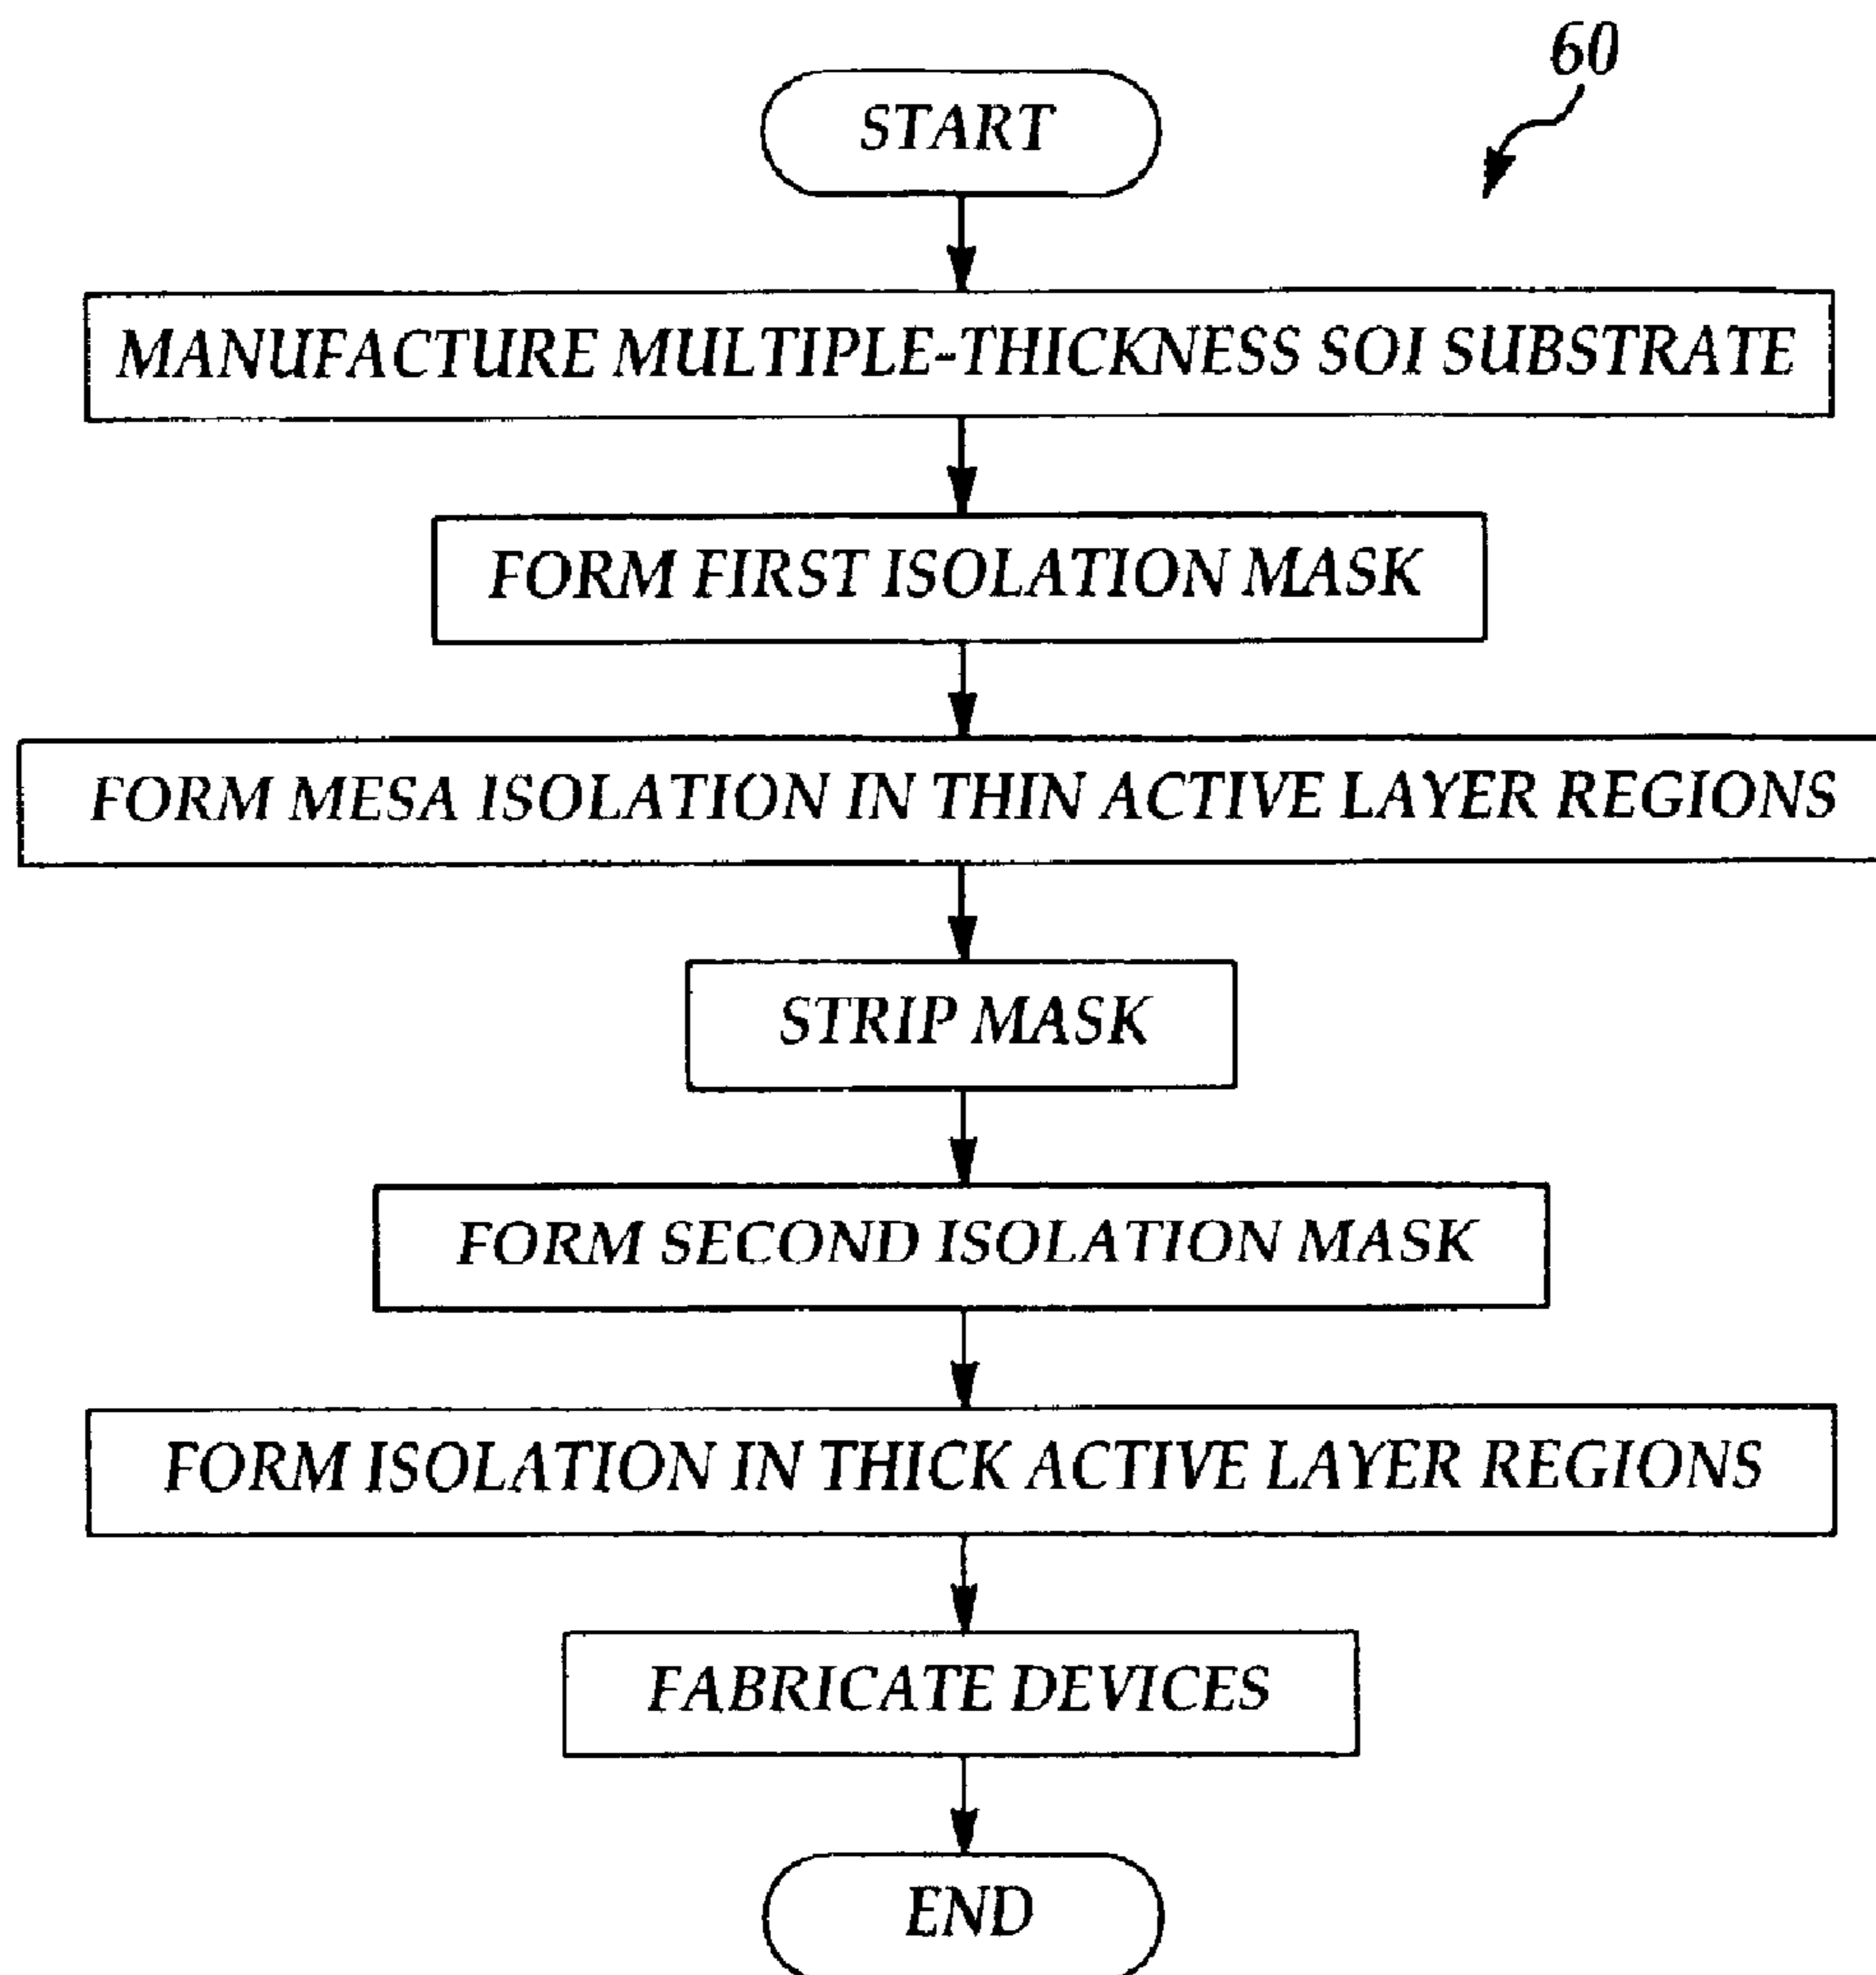 60
START
MANUFACTURE MULTIPLE-THICKNESS SOI SUBSTRATE
FORM FIRST ISOLATION MASK
FORM MESA ISOLATION IN THIN ACTIVE LAYER REGIONS
STRIP MASK
FORM SECOND ISOLATION MASK
FORM ISOLATION IN THICK ACTIVE LAYER REGIONS
FABRICATE DEVICES
END